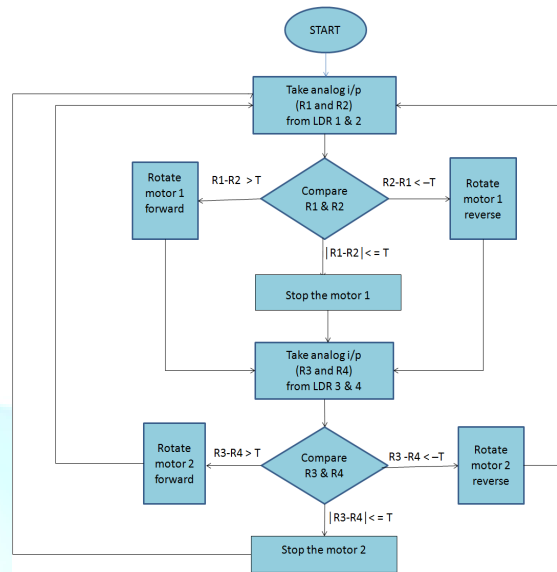 START
Take analog i/p
(R1 and R2)
from LDR 1 & 2
Rotate
motor 1
forward
R1-R2 > T
Compare
R1 & R2
R2-R1 < –T
Rotate
motor 1
reverse
|R1-R2| < = T
Stop the motor 1
Take analog i/p
(R3 and R4)
from LDR 3 & 4
Rotate
motor 2
forward
R3-R4 > T
Compare
R3 & R4
R3 -R4 < –T
Rotate
motor 2
reverse
|R3-R4| < = T
Stop the motor 2